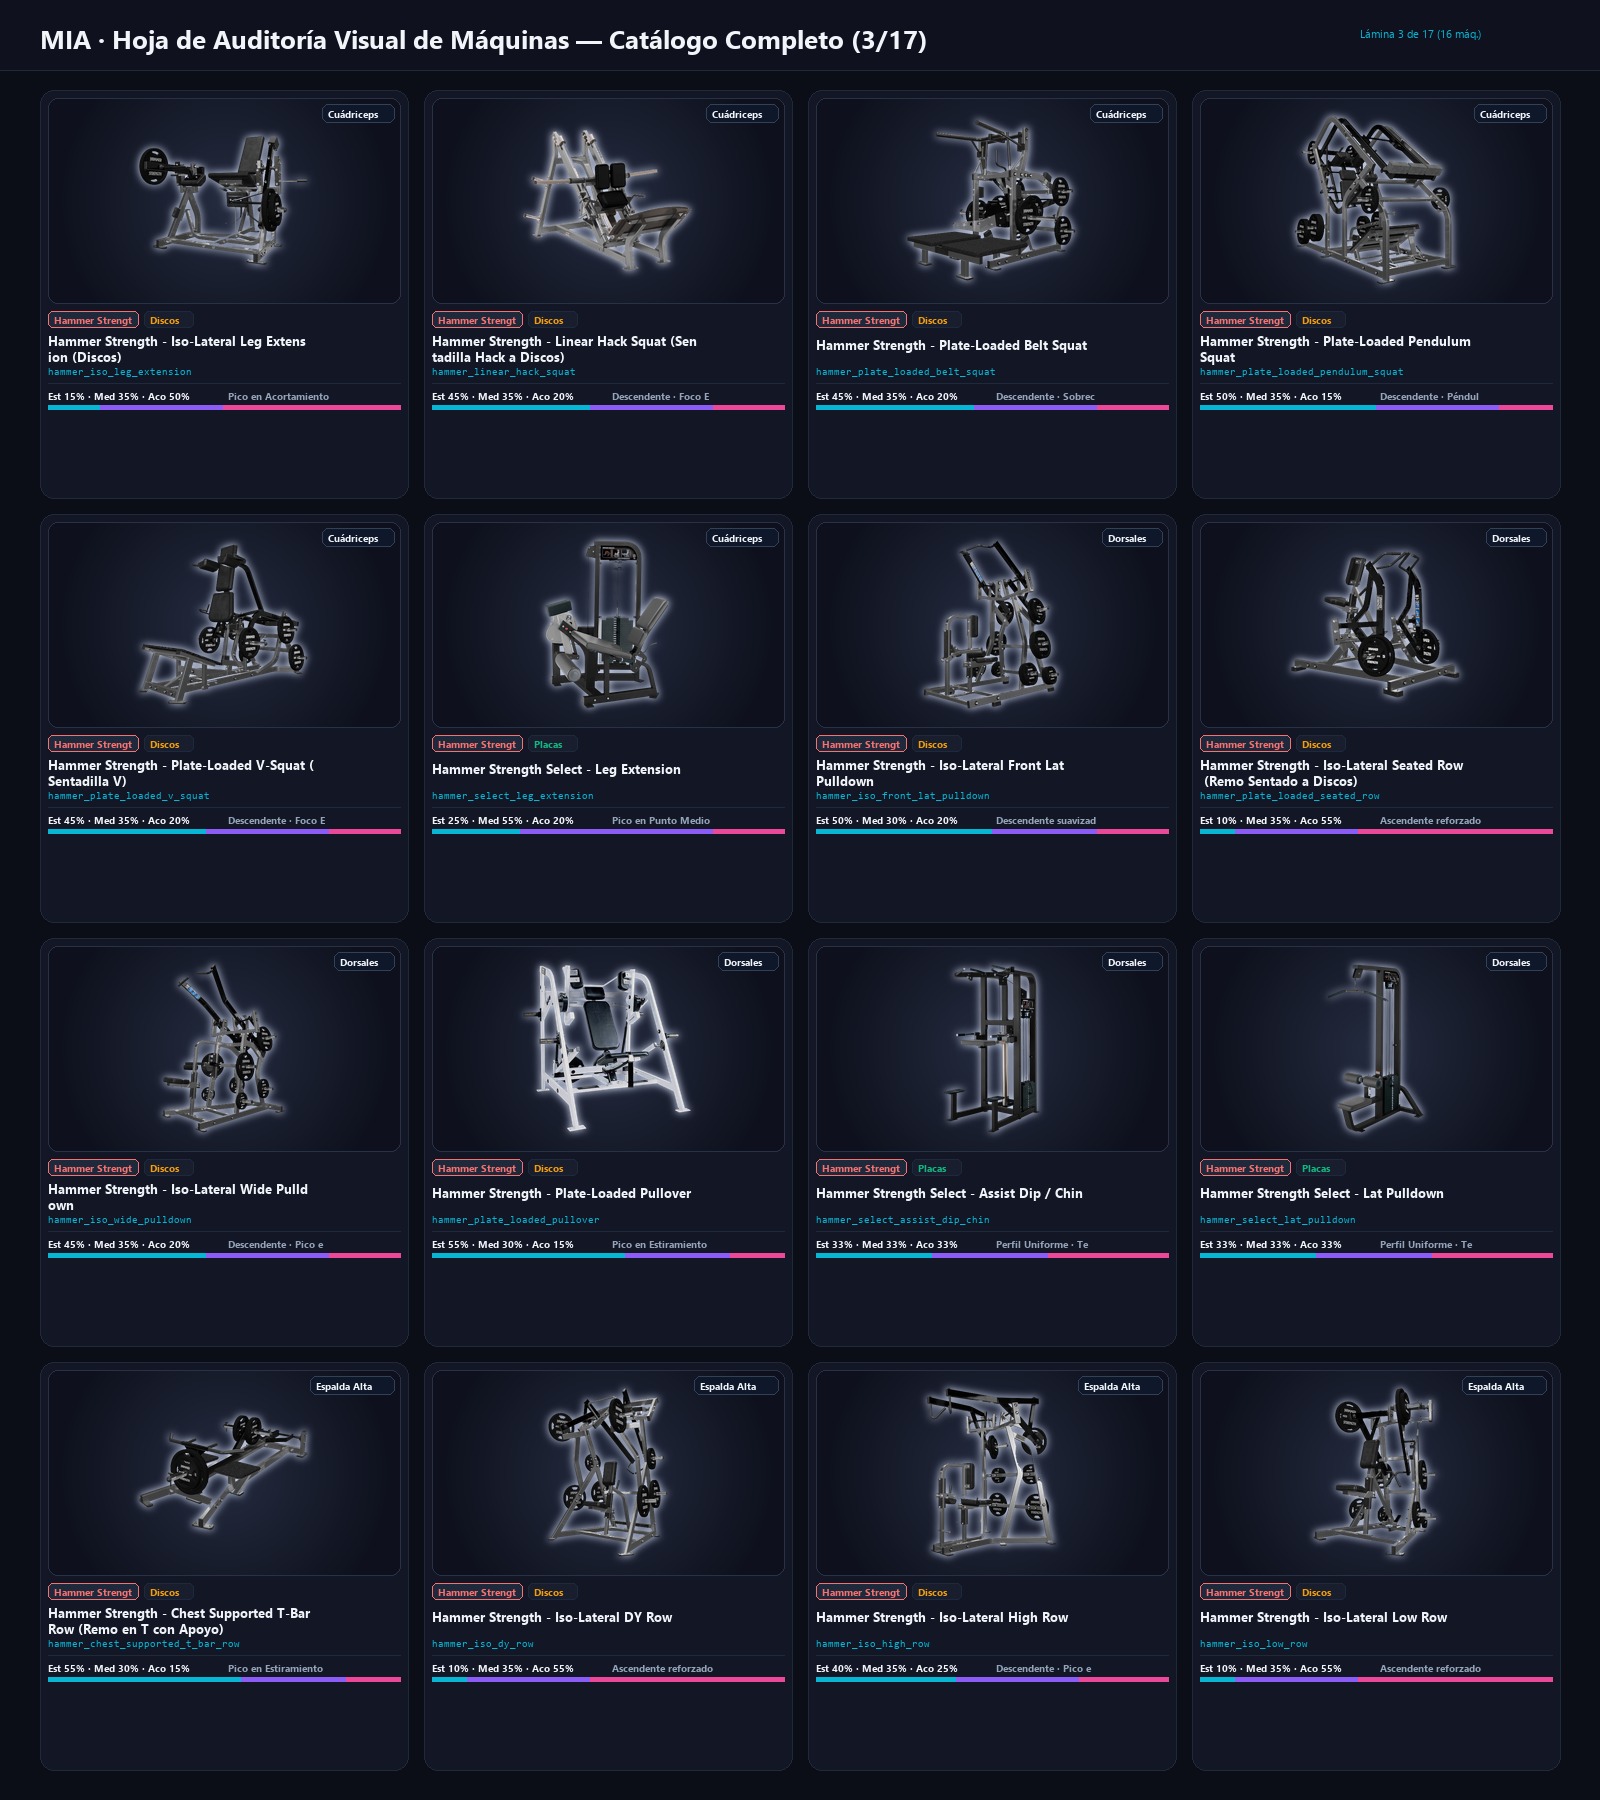 MIA · Hoja de Auditoría Visual de Máquinas — Catálogo Completo (3/17)
Lámina 3 de 17 (16 máq.)
Cuádriceps
Hammer Strengt
Discos
Hammer Strength - Iso-Lateral Leg Extens
ion (Discos)
hammer_iso_leg_extension
Est 15% · Med 35% · Aco 50%
Pico en Acortamiento
Cuádriceps
Hammer Strengt
Discos
Hammer Strength - Linear Hack Squat (Sen
tadilla Hack a Discos)
hammer_linear_hack_squat
Est 45% · Med 35% · Aco 20%
Descendente · Foco E
Cuádriceps
Hammer Strengt
Discos
Hammer Strength - Plate-Loaded Belt Squat
hammer_plate_loaded_belt_squat
Est 45% · Med 35% · Aco 20%
Descendente · Sobrec
Cuádriceps
Hammer Strengt
Discos
Hammer Strength - Plate-Loaded Pendulum
Squat
hammer_plate_loaded_pendulum_squat
Est 50% · Med 35% · Aco 15%
Descendente · Péndul
Cuádriceps
Hammer Strengt
Discos
Hammer Strength - Plate-Loaded V-Squat (
Sentadilla V)
hammer_plate_loaded_v_squat
Est 45% · Med 35% · Aco 20%
Descendente · Foco E
Cuádriceps
Hammer Strengt
Placas
Hammer Strength Select - Leg Extension
hammer_select_leg_extension
Est 25% · Med 55% · Aco 20%
Pico en Punto Medio
Dorsales
Hammer Strengt
Discos
Hammer Strength - Iso-Lateral Front Lat
Pulldown
hammer_iso_front_lat_pulldown
Est 50% · Med 30% · Aco 20%
Descendente suavizad
Dorsales
Hammer Strengt
Discos
Hammer Strength - Iso-Lateral Seated Row
(Remo Sentado a Discos)
hammer_plate_loaded_seated_row
Est 10% · Med 35% · Aco 55%
Ascendente reforzado
Dorsales
Hammer Strengt
Discos
Hammer Strength - Iso-Lateral Wide Pulld
own
hammer_iso_wide_pulldown
Est 45% · Med 35% · Aco 20%
Descendente · Pico e
Dorsales
Hammer Strengt
Discos
Hammer Strength - Plate-Loaded Pullover
hammer_plate_loaded_pullover
Est 55% · Med 30% · Aco 15%
Pico en Estiramiento
Dorsales
Hammer Strengt
Placas
Hammer Strength Select - Assist Dip / Chin
hammer_select_assist_dip_chin
Est 33% · Med 33% · Aco 33%
Perfil Uniforme · Te
Dorsales
Hammer Strengt
Placas
Hammer Strength Select - Lat Pulldown
hammer_select_lat_pulldown
Est 33% · Med 33% · Aco 33%
Perfil Uniforme · Te
Espalda Alta
Hammer Strengt
Discos
Hammer Strength - Chest Supported T-Bar
Row (Remo en T con Apoyo)
hammer_chest_supported_t_bar_row
Est 55% · Med 30% · Aco 15%
Pico en Estiramiento
Espalda Alta
Hammer Strengt
Discos
Hammer Strength - Iso-Lateral DY Row
hammer_iso_dy_row
Est 10% · Med 35% · Aco 55%
Ascendente reforzado
Espalda Alta
Hammer Strengt
Discos
Hammer Strength - Iso-Lateral High Row
hammer_iso_high_row
Est 40% · Med 35% · Aco 25%
Descendente · Pico e
Espalda Alta
Hammer Strengt
Discos
Hammer Strength - Iso-Lateral Low Row
hammer_iso_low_row
Est 10% · Med 35% · Aco 55%
Ascendente reforzado